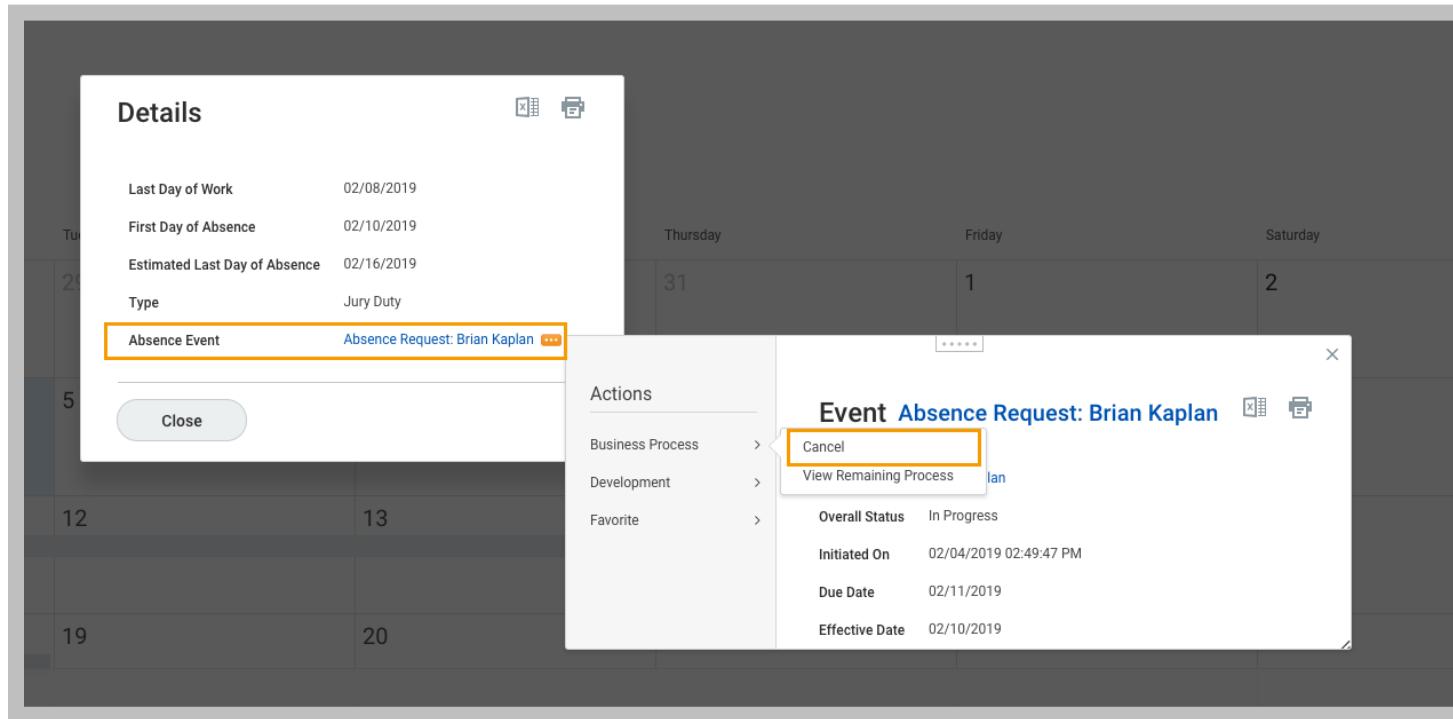 Details
Last Day of Work 02/08/2019
First Day of Absence 02/10/2019
Estimated Last Day of Absence 02/16/2019
Type Jury Duty
Absence Event Absence Request: Brian Kaplan
Close
Tu Thursday Friday Saturday
29 31 1 2
5
12 13
19 20
Actions
Business Process
Development
Favorite
Event Absence Request: Brian Kaplan
Cancel
View Remaining Process
lan
Overall Status In Progress
Initiated On 02/04/2019 02:49:47 PM
Due Date 02/11/2019
Effective Date 02/10/2019